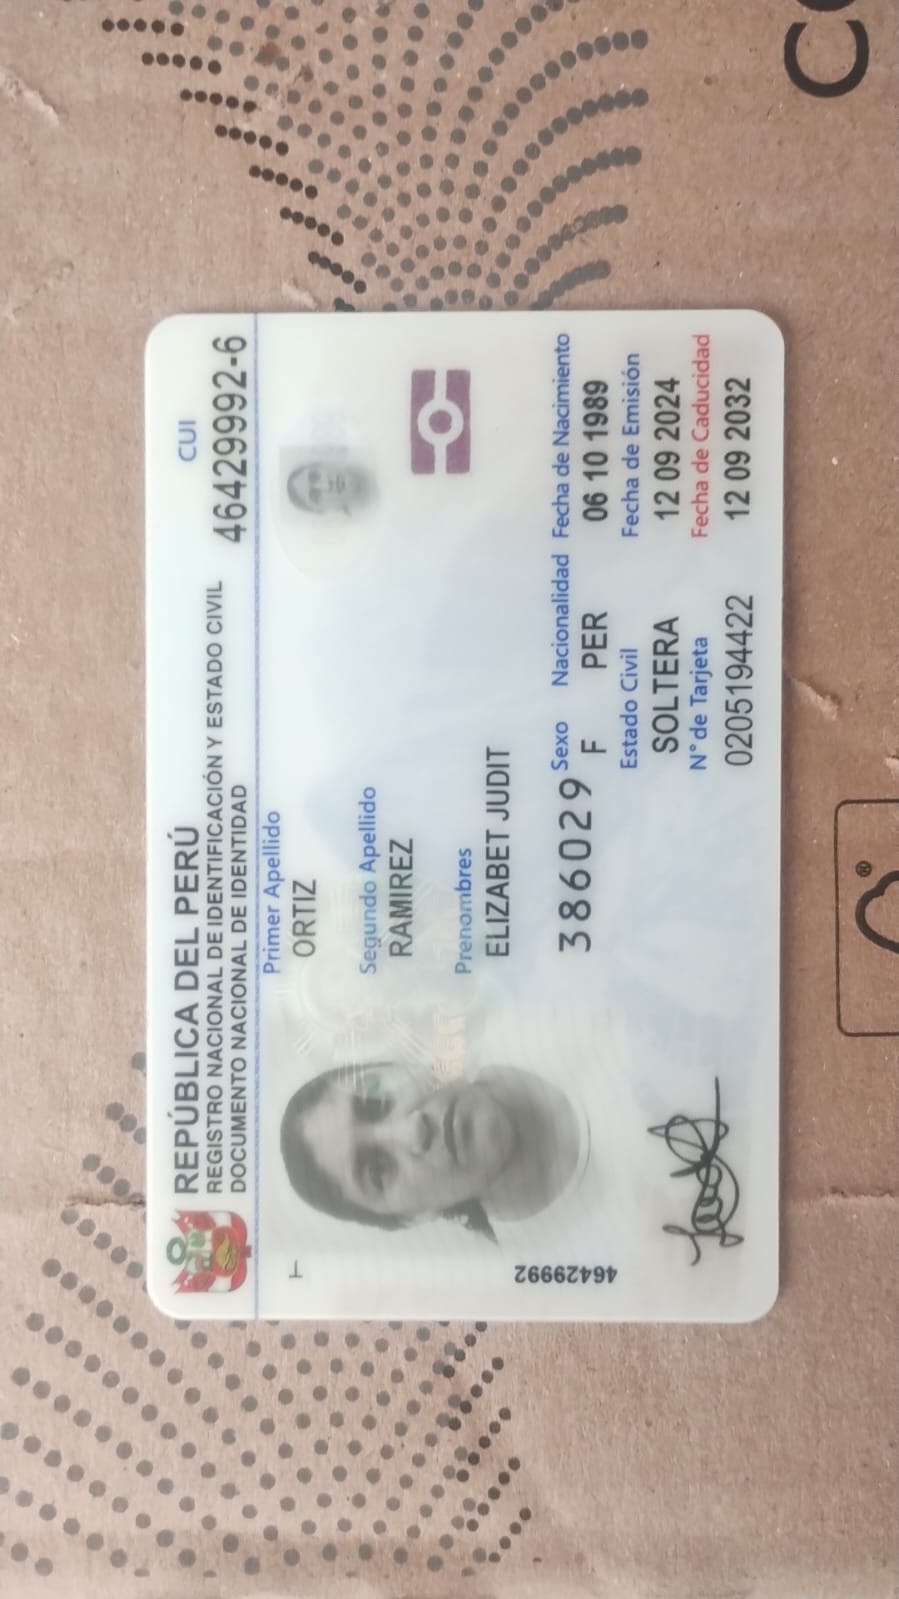 REPÚBLICA DEL PERÚ
REGISTRO NACIONAL DE IDENTIFICACIÓN Y ESTADO CIVIL
DOCUMENTO NACIONAL DE IDENTIDAD
CUI
46429992-6
Primer Apellido
ORTIZ
Segundo Apellido
RAMIREZ
Prenombres
ELIZABET JUDIT
386029
Sexo Nacionalidad Fecha de Nacimiento
F PER 06 10 1989
Estado Civil Fecha de Emisión
SOLTERA 12 09 2024
N° de Tarjeta Fecha de Caducidad
0205194422 12 09 2032
46429992